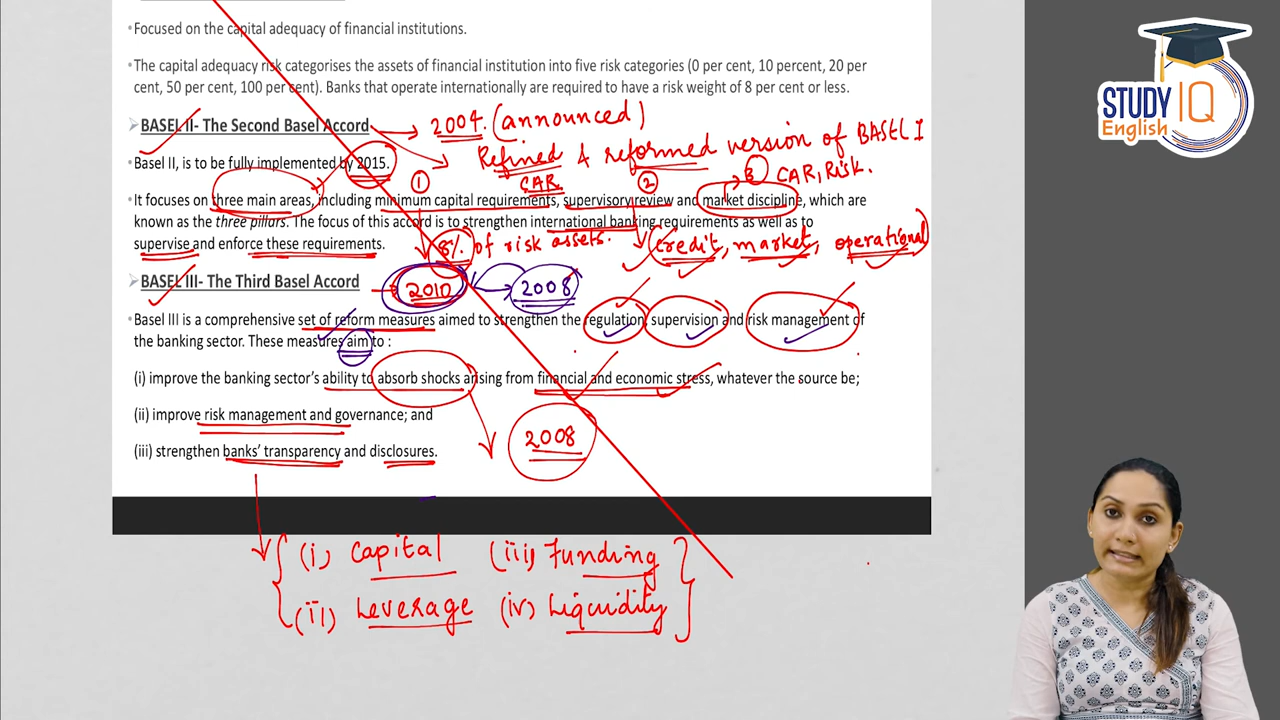 •Focused on the capital adequacy of financial institutions.
•The capital adequacy risk categorises the assets of financial institution into five risk categories (0 per cent, 10 percent, 20 per
cent, 50 per cent, 100 per cent). Banks that operate internationally are required to have a risk weight of 8 per cent or less.
BASEL II- The Second Basel Accord → 2004. (announced)
•Basel II, is to be fully implemented by 2015.
Refined & reformed version of BASEL I
① CAR ② ③ CAR, Risk.
•It focuses on three main areas, including minimum capital requirements, supervisory review and market discipline, which are
known as the three pillars. The focus of this accord is to strengthen international banking requirements as well as to
supervise and enforce these requirements.
8% of risk assets. credit, market, operational
BASEL III- The Third Basel Accord → 2010 2008
•Basel III is a comprehensive set of reform measures aimed to strengthen the regulation, supervision and risk management of
the banking sector. These measures aim to :
(i) improve the banking sector's ability to absorb shocks arising from financial and economic stress, whatever the source be;
(ii) improve risk management and governance; and
2008
(iii) strengthen banks' transparency and disclosures.
(i) Capital (iii) Funding
(ii) Leverage (iv) Liquidity
STUDY IQ
English